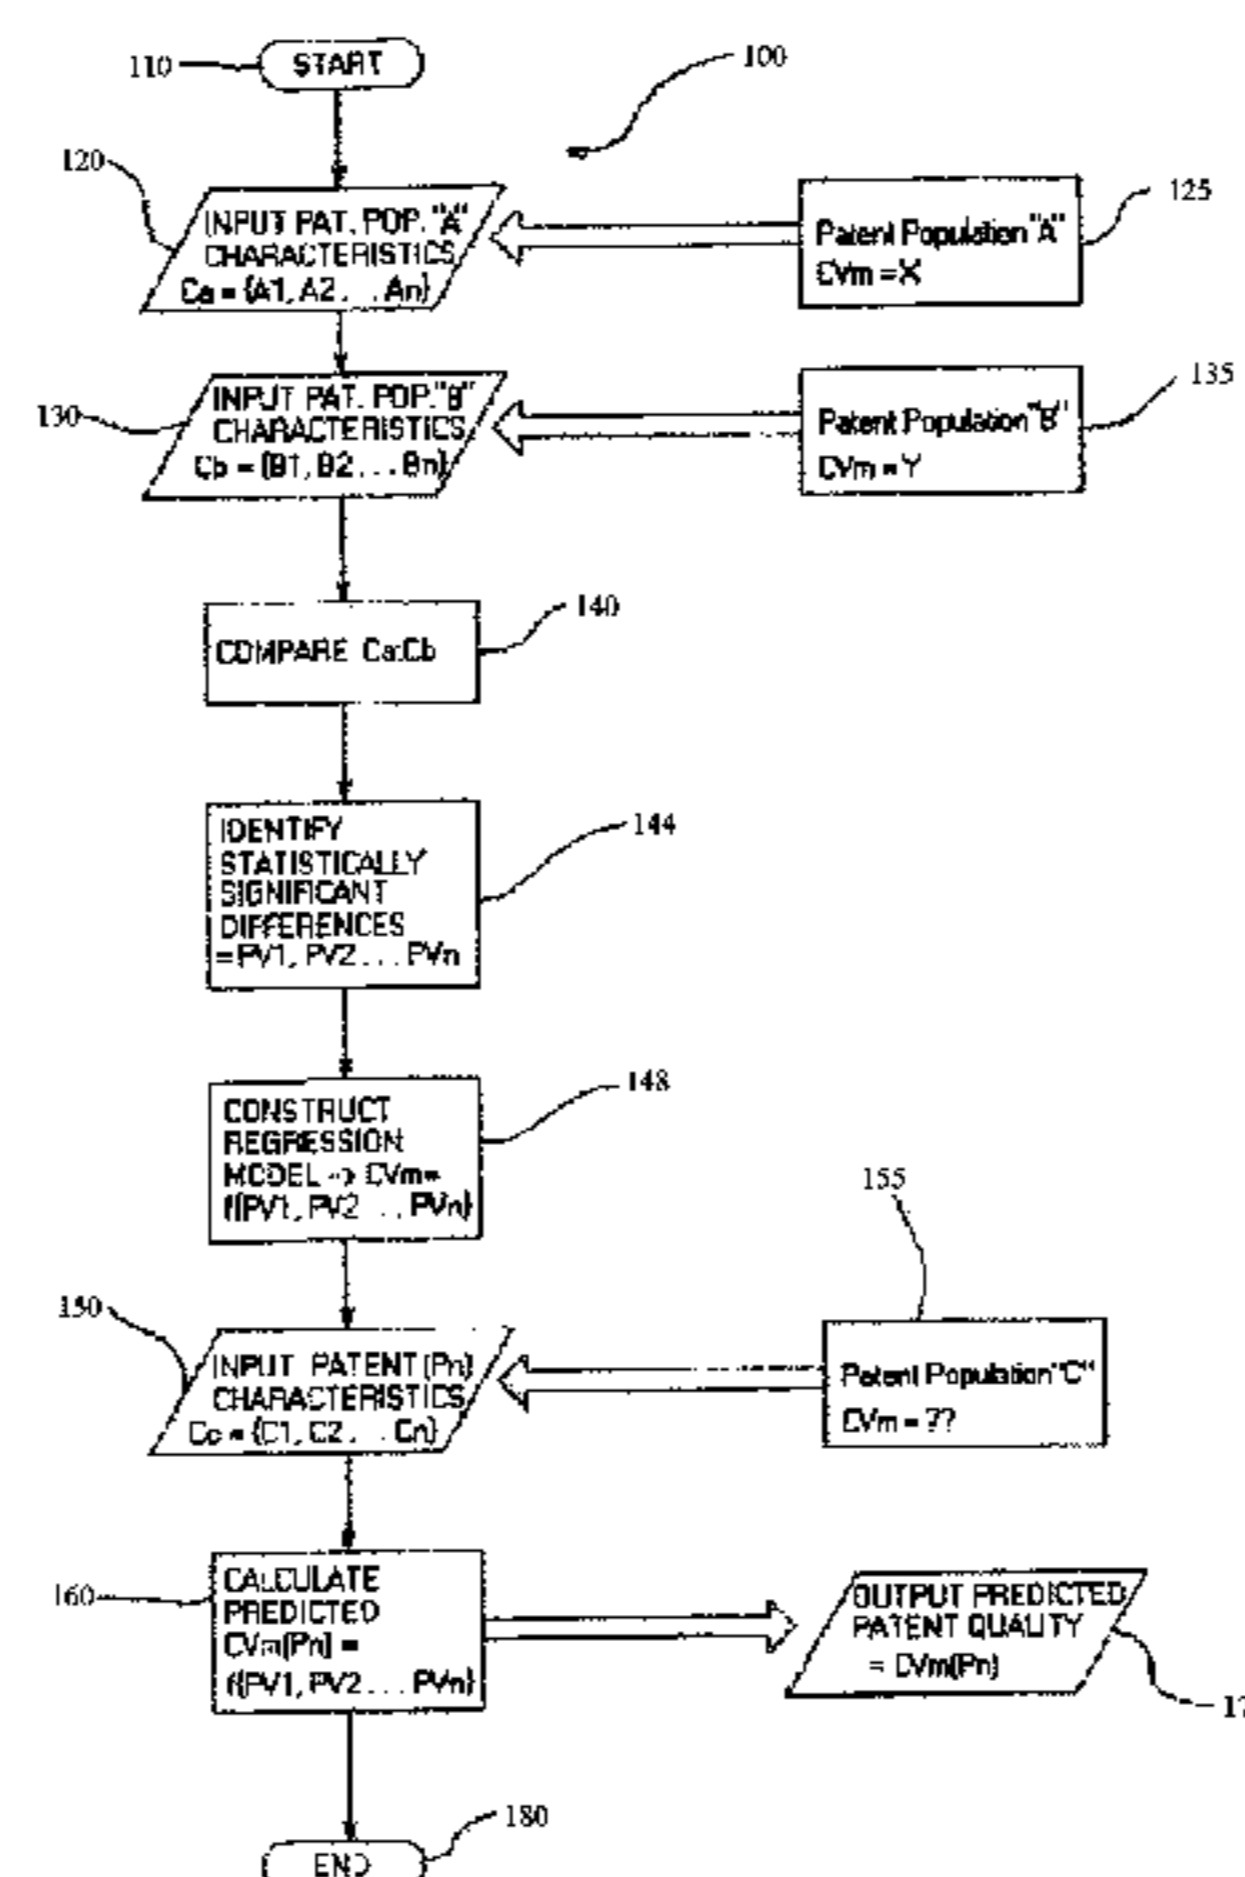 START
110
100
120
INPUT PAT. POP. "A"
CHARACTERISTICS
Ca = {A1, A2 . . . An}
Patent Population "A"
CVm = X
125
130
INPUT PAT. POP. "B"
CHARACTERISTICS
Cb = {B1, B2 . . . Bn}
Patent Population "B"
CVm = Y
135
COMPARE Ca:Cb
140
IDENTIFY
STATISTICALLY
SIGNIFICANT
DIFFERENCES
= PV1, PV2 . . . PVn
144
CONSTRUCT
REGRESSION
MODEL -> CVm=
f{PV1, PV2 . . . PVn}
148
150
INPUT PATENT (Pn)
CHARACTERISTICS
Cc = {C1, C2 . . . Cn}
155
Patent Population "C"
CVm = ??
160
CALCULATE
PREDICTED
CVm(Pn) =
f{PV1, PV2 . . . PVn}
OUTPUT PREDICTED
PATENT QUALITY
= CVm(Pn)
END
180